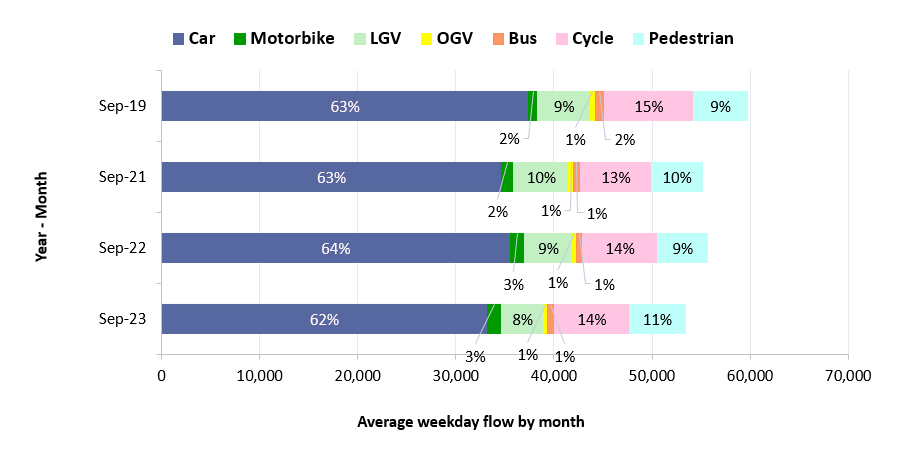 Car Motorbike LGV OGV Bus Cycle Pedestrian
Sep-19 63% 9% 15% 9%
2% 1% 2%
Sep-21 63% 10% 13% 10%
2% 1% 1%
Year - Month
Sep-22 64% 9% 14% 9%
3% 1% 1%
Sep-23 62% 8% 14% 11%
3% 1% 1%
0 10,000 20,000 30,000 40,000 50,000 60,000 70,000
Average weekday flow by month